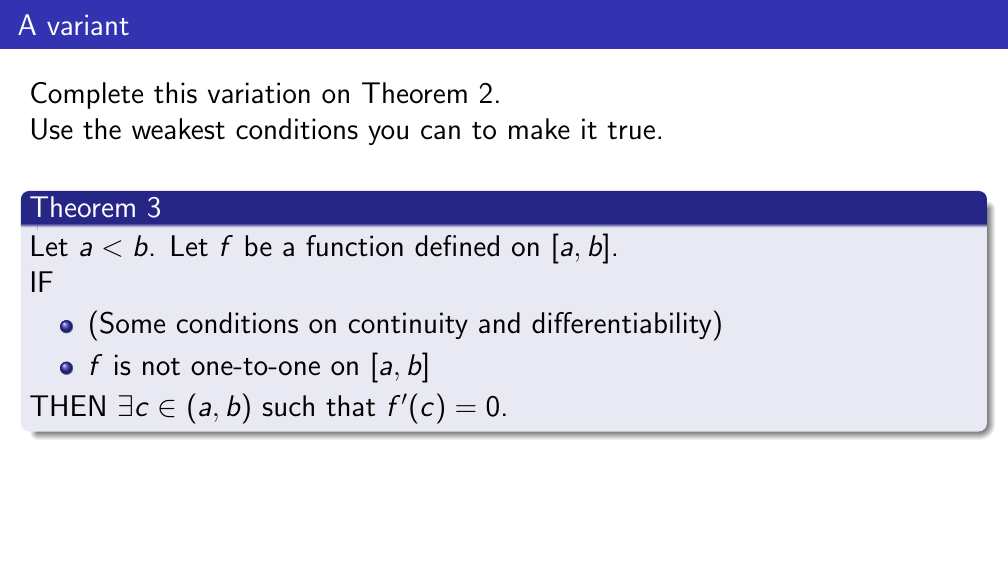 A variant
Complete this variation on Theorem 2.
Use the weakest conditions you can to make it true.
Theorem 3
Let a < b. Let f be a function defined on [a, b].
IF
(Some conditions on continuity and differentiability)
f is not one-to-one on [a, b]
THEN ∃c ∈ (a, b) such that f′(c) = 0.